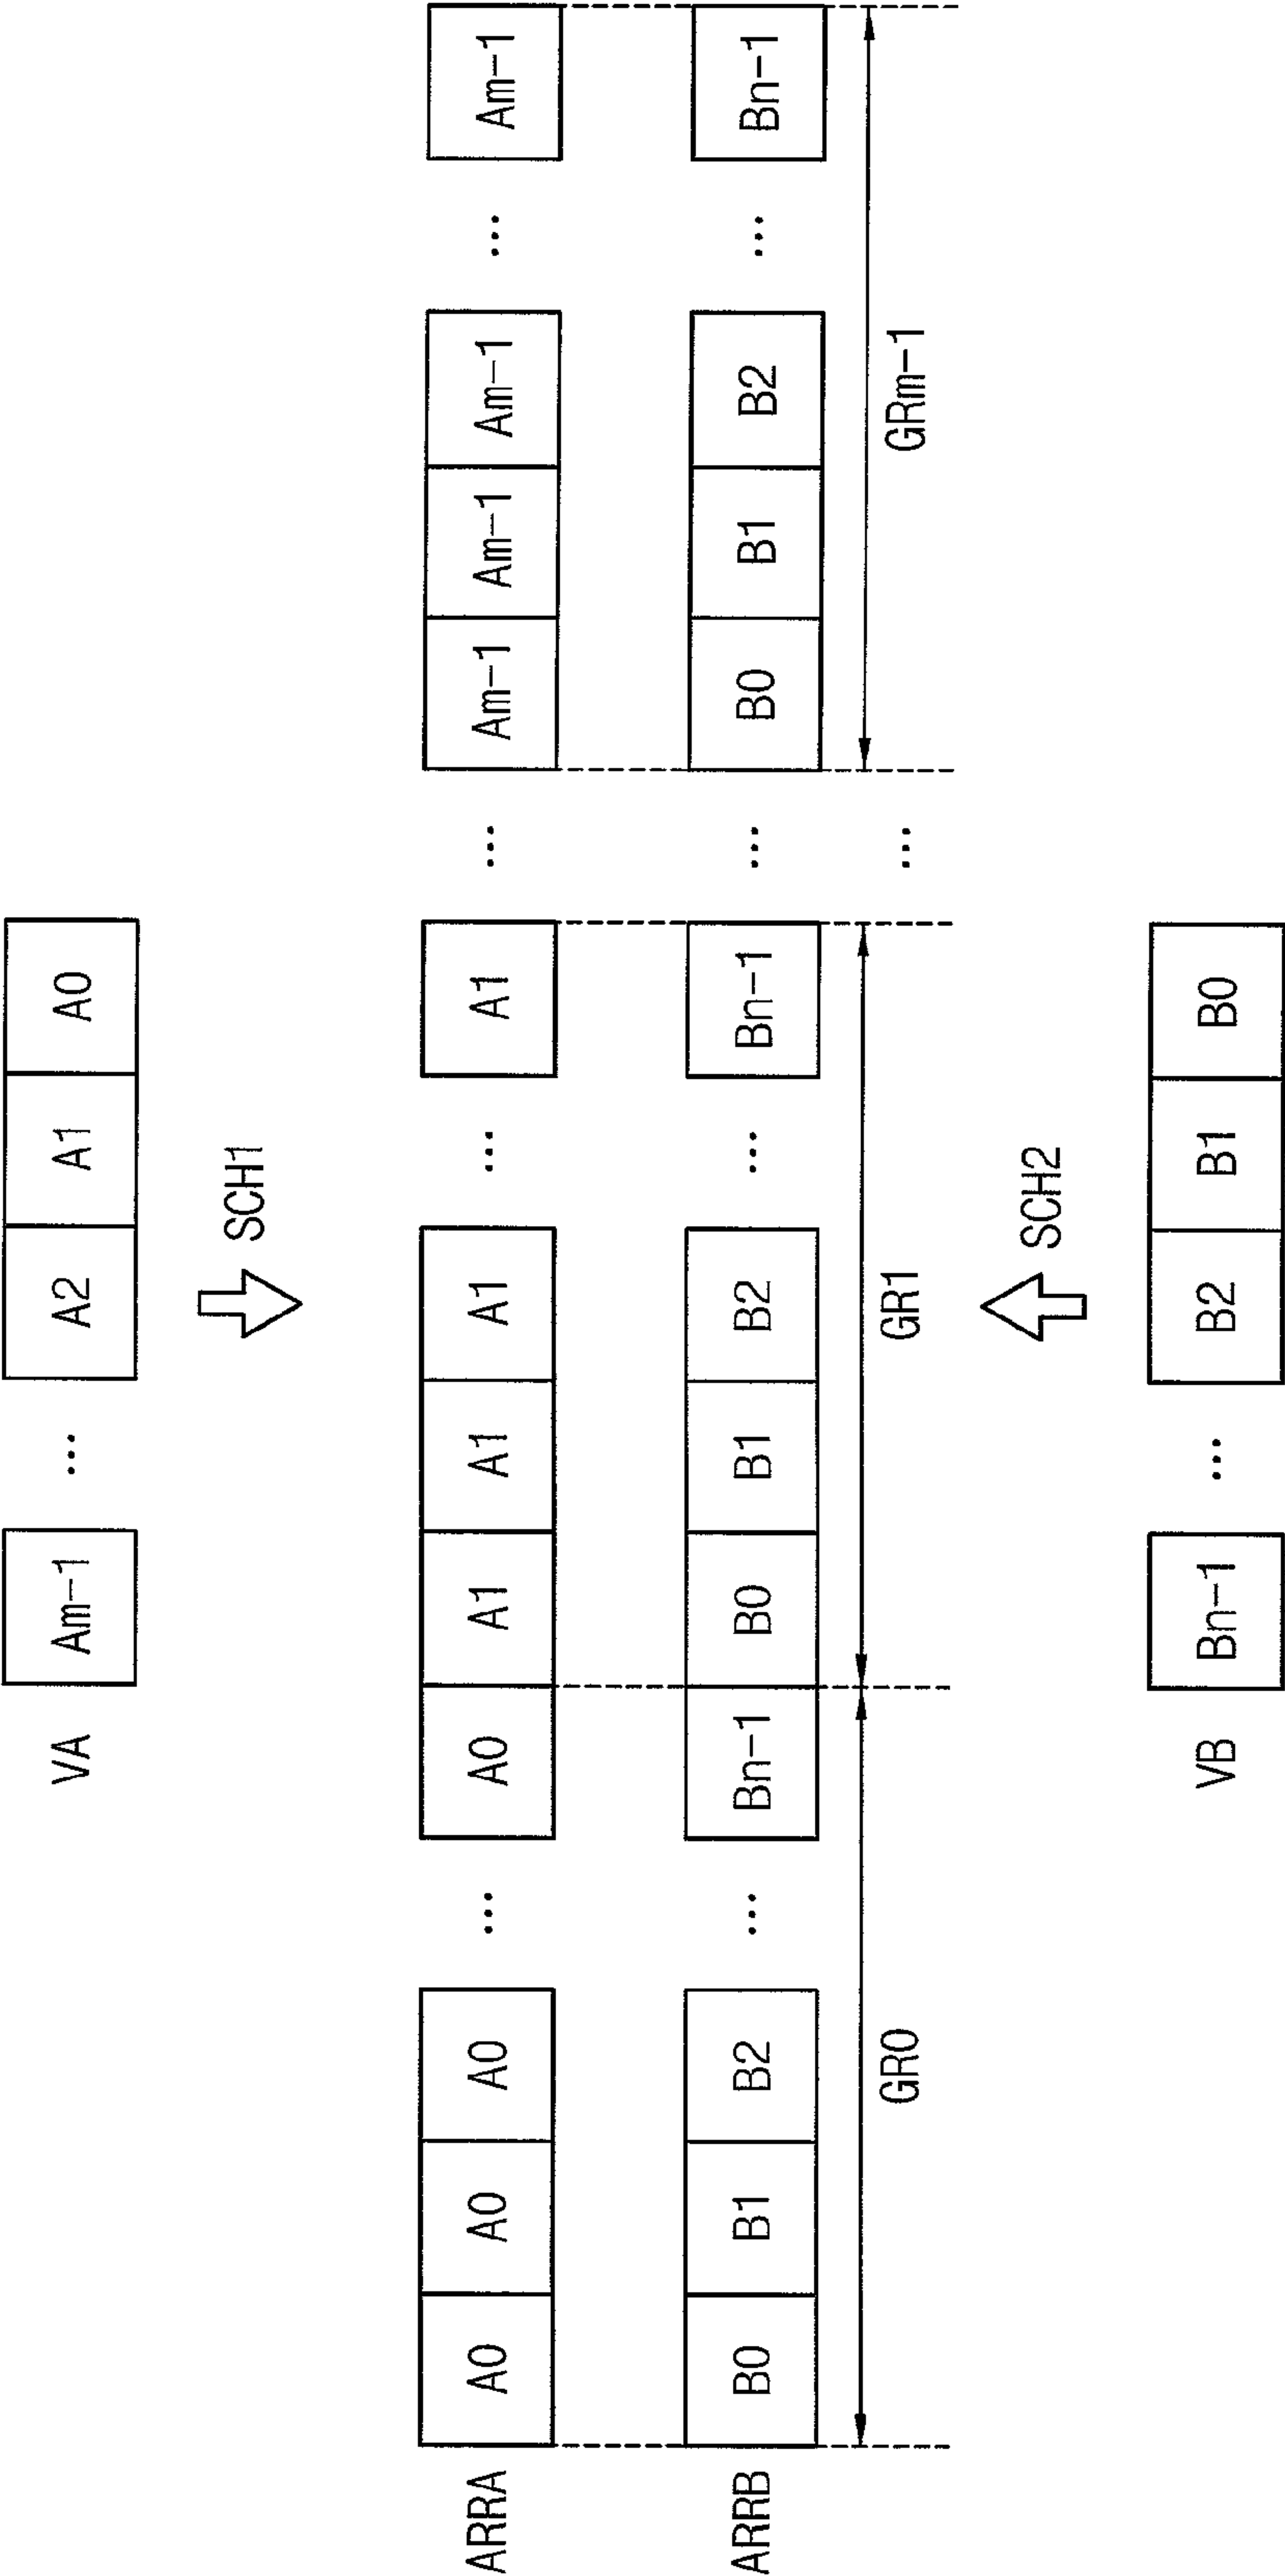 VA Am-1 ... A2 A1 A0
SCH1
ARRA A0 A0 A0 ... A0 A1 A1 A1 ... A1 ... Am-1 Am-1 Am-1 ... Am-1
ARRB B0 B1 B2 ... Bn-1 B0 B1 B2 ... Bn-1 ... B0 B1 B2 ... Bn-1
GR0 GR1 ... GRm-1
SCH2
VB Bn-1 ... B2 B1 B0